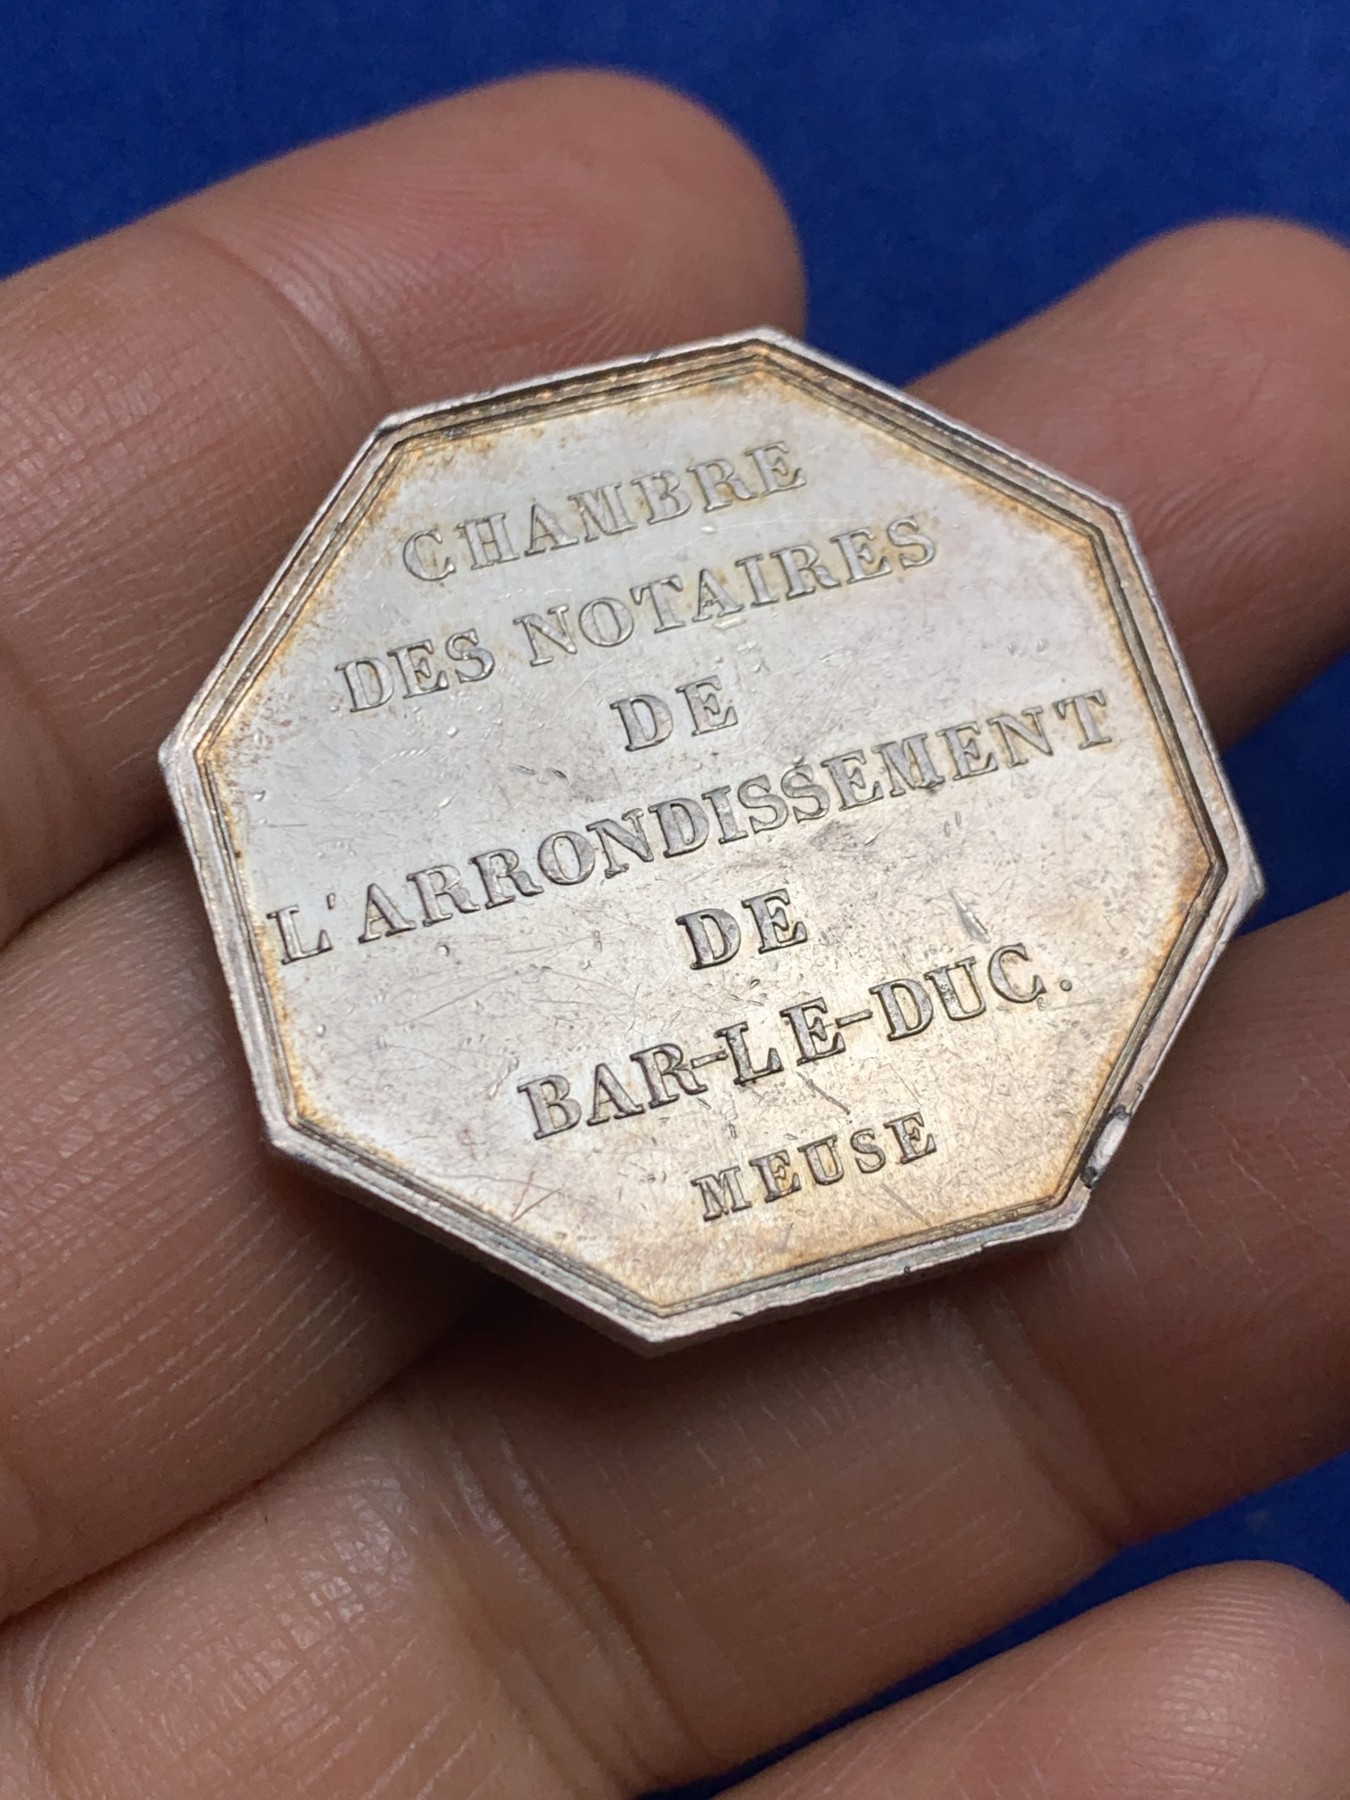 CHAMBRE
DES NOTAIRES
DE
L'ARRONDISSEMENT
DE
BAR-LE-DUC.
MEUSE